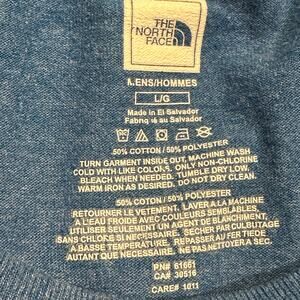 THE
NORTH
FACE
MENS/HOMMES
L/G
Made in El Salvador
Fabriqué au Salvador
50% COTTON / 50% POLYESTER
TURN GARMENT INSIDE OUT, MACHINE WASH
COLD WITH LIKE COLORS. ONLY NON-CHLORINE
BLEACH WHEN NEEDED. TUMBLE DRY LOW.
WARM IRON AS DESIRED. DO NOT DRY CLEAN.
50% COTON / 50% POLYESTER
RETOURNER LE VÊTEMENT. LAVER A LA MACHINE
A L'EAU FROIDE AVEC COULEURS SEMBLABLES.
UTILISER SEULEMENT UN AGENT DE BLANCHIMENT,
SANS CHLORE SI NÉCESSAIRE. SÉCHER PAR CULBUTAGE
A BASSE TEMPÉRATURE. REPASSER AU FER TIEDE
AUTANT QUE NECESSAIRE. NE PAS NETTOYER A SEC.
PN# 61661
CA# 30516
CARE# 1011